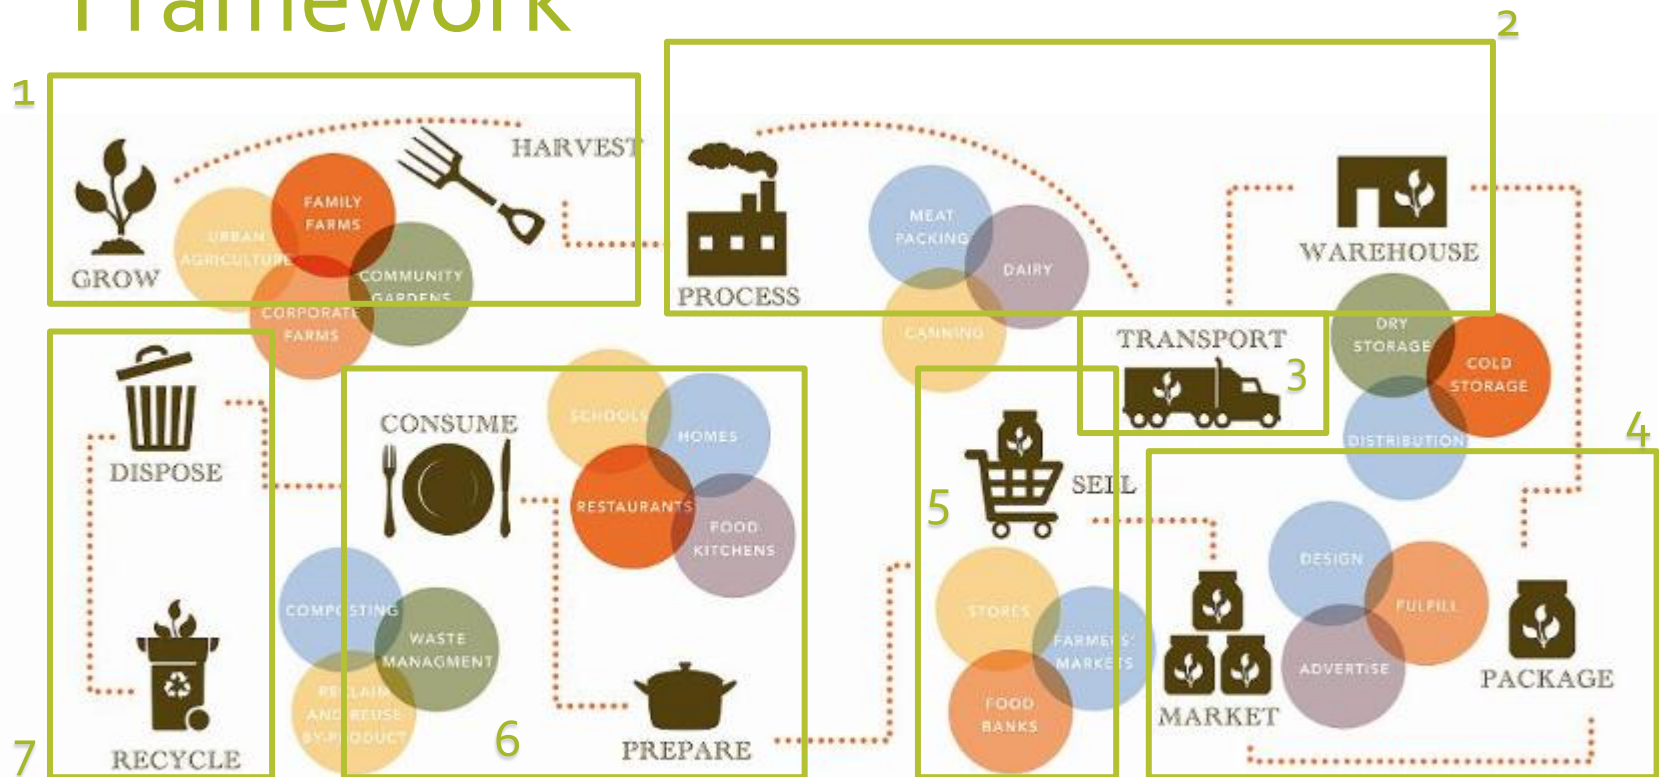 Framework
1
2
GROW
HARVEST
URBAN
AGRICULTURE
FAMILY
FARMS
COMMUNITY
GARDENS
CORPORATE
FARMS
PROCESS
MEAT
PACKING
DAIRY
CANNING
WAREHOUSE
TRANSPORT
3
DRY
STORAGE
COLD
STORAGE
DISTRIBUTION
4
DISPOSE
RECYCLE
7
CONSUME
SCHOOLS
HOMES
RESTAURANTS
FOOD
KITCHENS
COMPOSTING
WASTE
MANAGMENT
RECLAIM
AND REUSE
BY-PRODUCT
6
PREPARE
SELL
5
STORES
FARMERS'
MARKETS
FOOD
BANKS
DESIGN
FULFILL
ADVERTISE
MARKET
PACKAGE